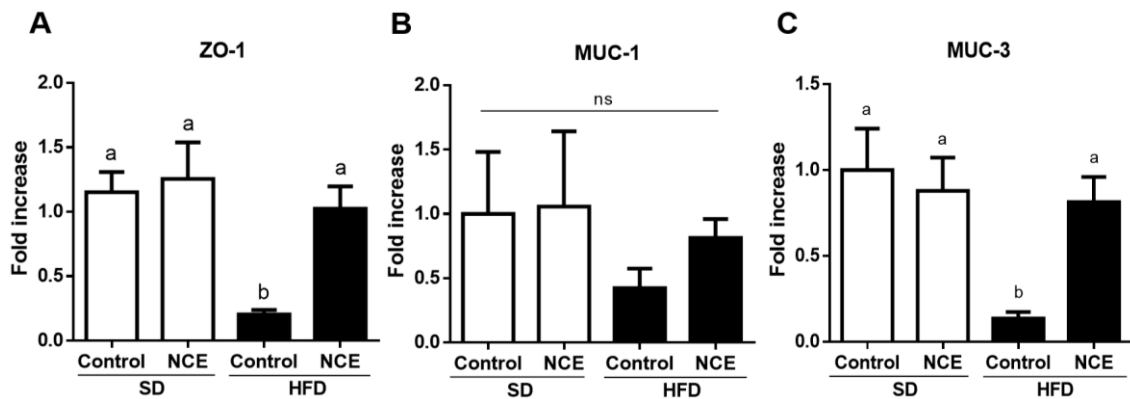 A
ZO-1
Fold increase
2.0
1.5
1.0
0.5
0.0
a
a
b
a
Control NCE Control NCE
SD HFD
B
MUC-1
Fold increase
2.0
1.5
1.0
0.5
0.0
ns
Control NCE Control NCE
SD HFD
C
MUC-3
Fold increase
1.5
1.0
0.5
0.0
a
a
b
a
Control NCE Control NCE
SD HFD